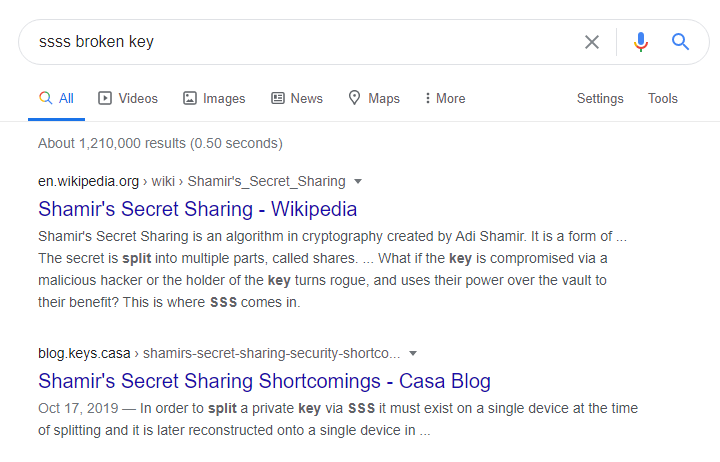 ssss broken key
All Videos Images News Maps More Settings Tools
About 1,210,000 results (0.50 seconds)
en.wikipedia.org › wiki › Shamir's_Secret_Sharing
Shamir's Secret Sharing - Wikipedia
Shamir's Secret Sharing is an algorithm in cryptography created by Adi Shamir. It is a form of ...
The secret is split into multiple parts, called shares. ... What if the key is compromised via a
malicious hacker or the holder of the key turns rogue, and uses their power over the vault to
their benefit? This is where SSS comes in.
blog.keys.casa › shamirs-secret-sharing-security-shortco...
Shamir's Secret Sharing Shortcomings - Casa Blog
Oct 17, 2019 — In order to split a private key via SSS it must exist on a single device at the time
of splitting and it is later reconstructed onto a single device in ...